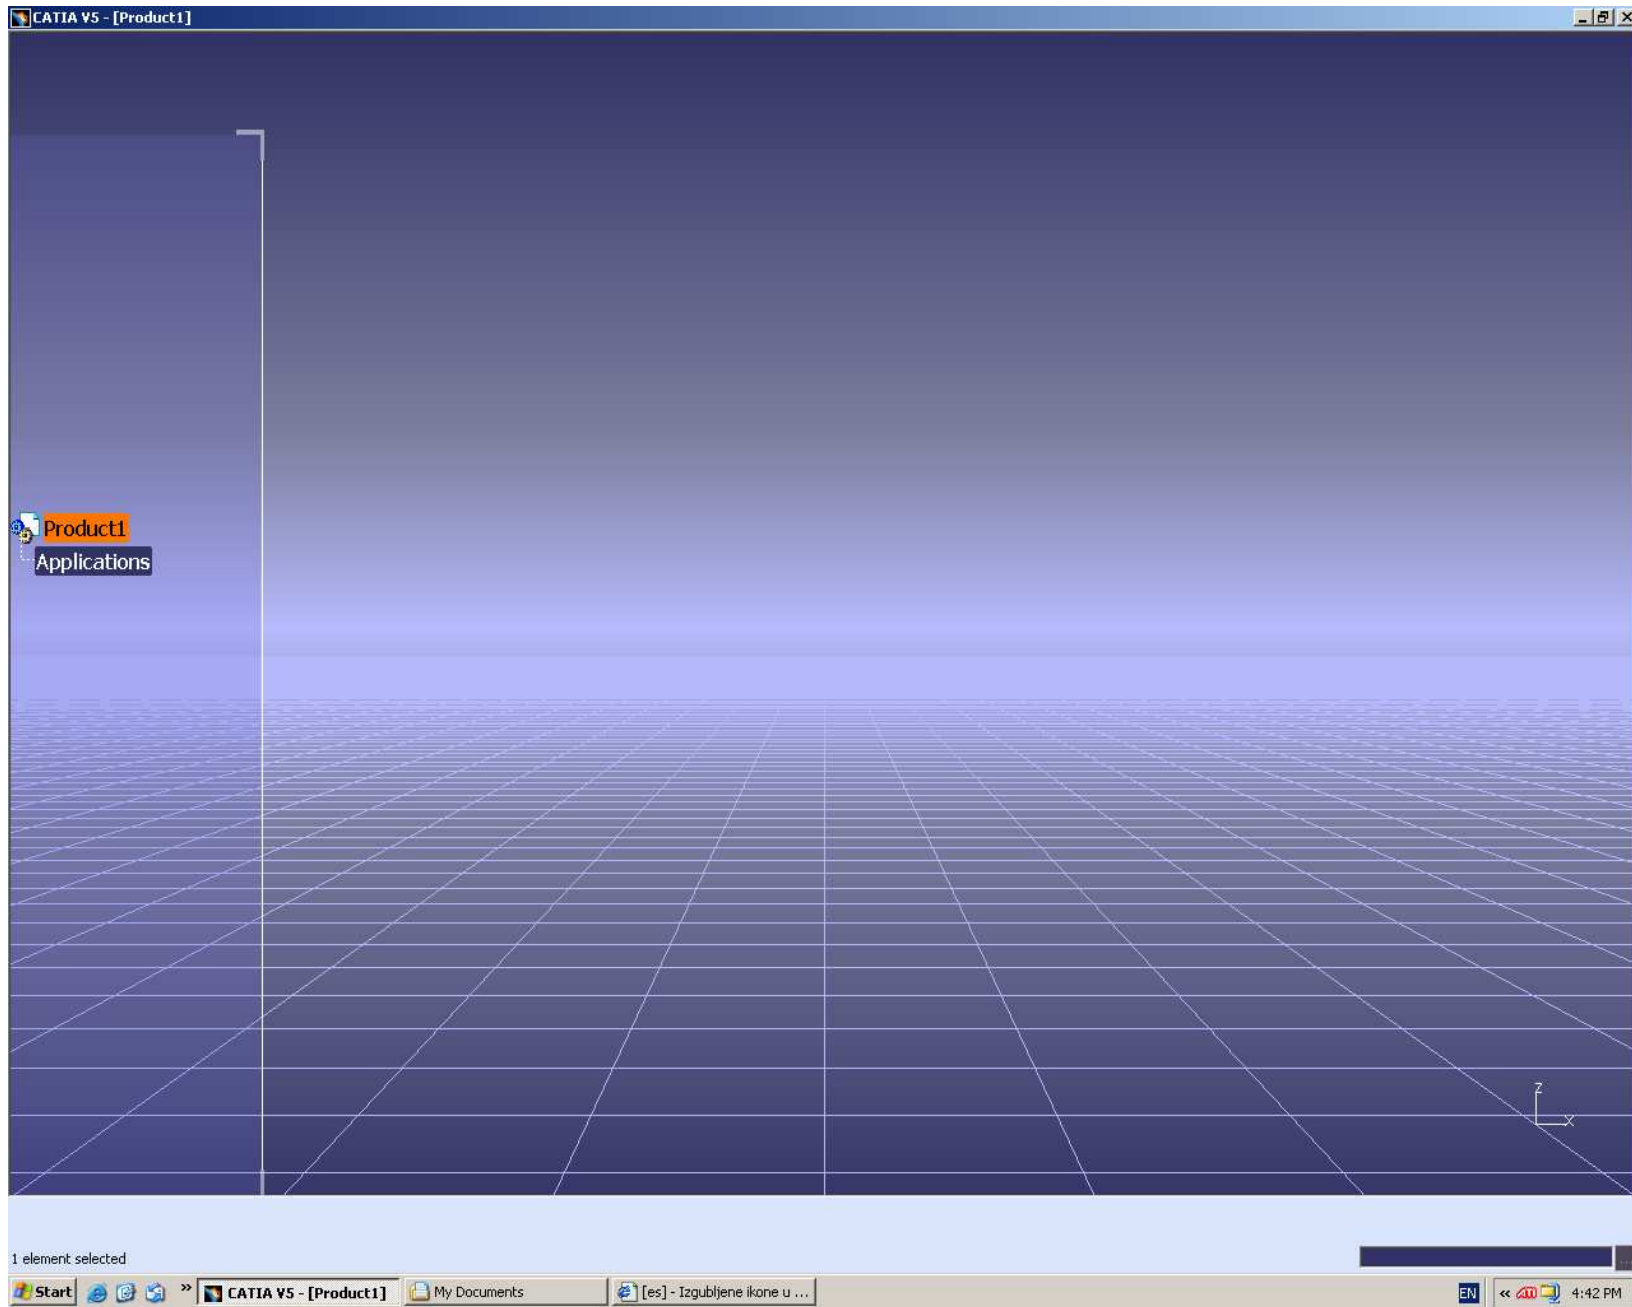 CATIA V5 - [Product1]
Product1
Applications
z
x
1 element selected
Start
»
CATIA V5 - [Product1]
My Documents
[es] - Izgubljene ikone u ...
EN
«
4:42 PM